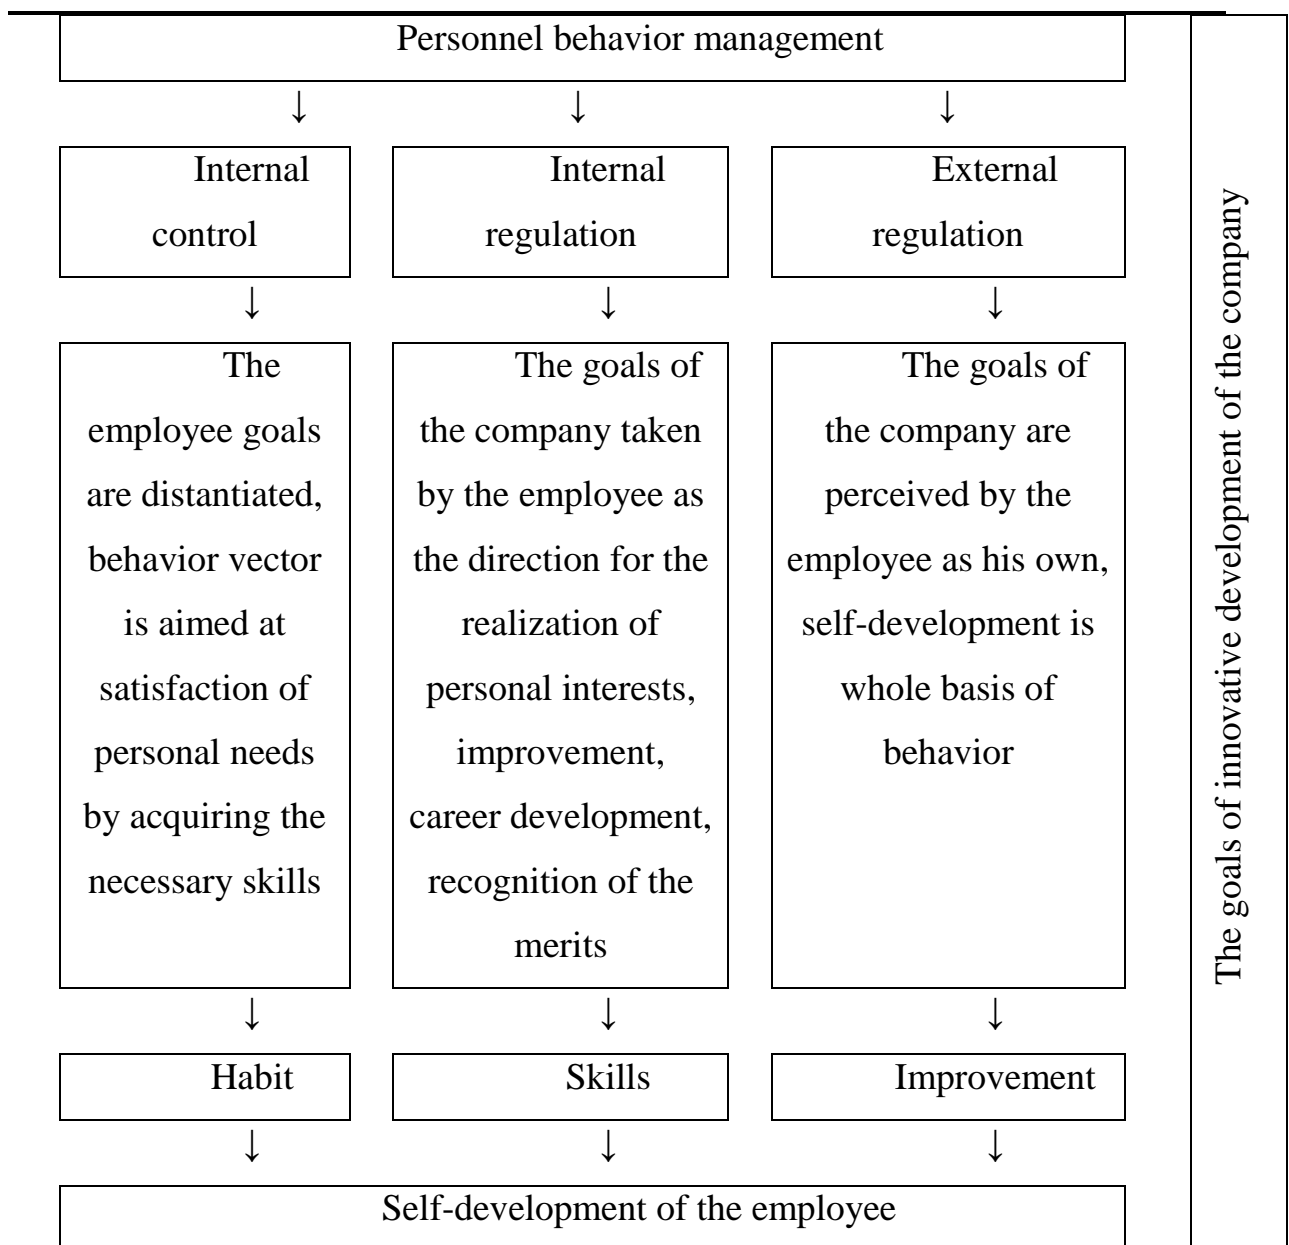 Personnel behavior management
↓ ↓ ↓
Internal
control
Internal
regulation
External
regulation
↓ ↓ ↓
The
employee goals
are distantiated,
behavior vector
is aimed at
satisfaction of
personal needs
by acquiring the
necessary skills
The goals of
the company taken
by the employee as
the direction for the
realization of
personal interests,
improvement,
career development,
recognition of the
merits
The goals of
the company are
perceived by the
employee as his own,
self-development is
whole basis of
behavior
↓ ↓ ↓
Habit
Skills
Improvement
↓ ↓ ↓
Self-development of the employee
The goals of innovative development of the company